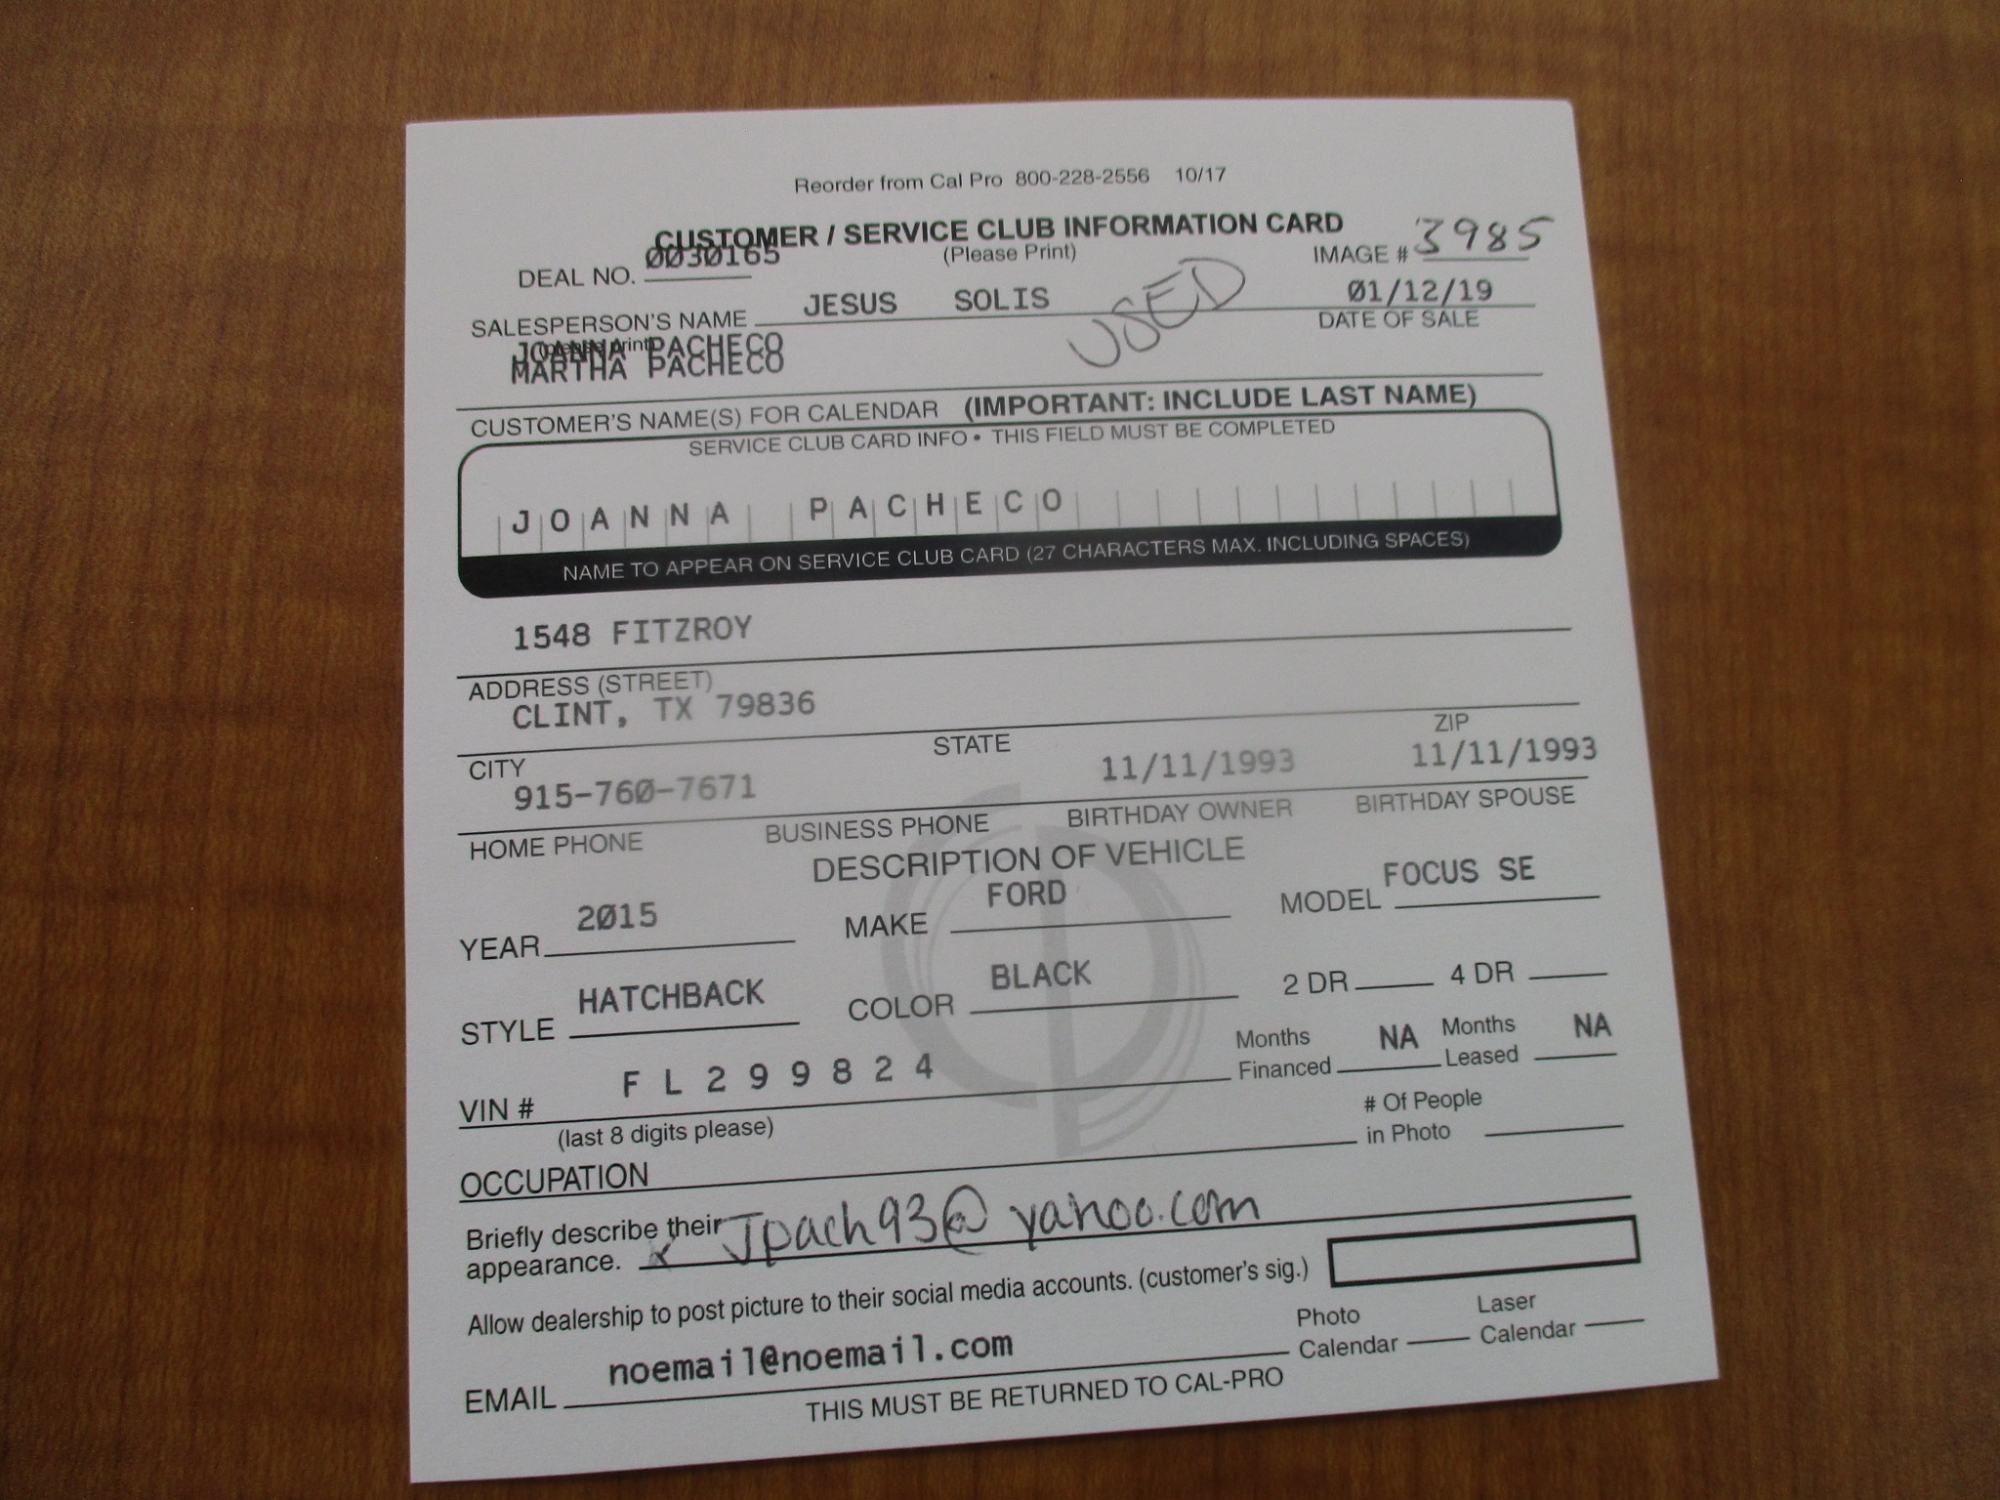 Reorder from Cal Pro 800-228-2556 10/17
CUSTOMER / SERVICE CLUB INFORMATION CARD
(Please Print)
DEAL NO. 0030165
IMAGE # 3985
SALESPERSON'S NAME JESUS SOLIS
(please print)
USED
01/12/19
DATE OF SALE
JOANNA PACHECO
MARTHA PACHECO
CUSTOMER'S NAME(S) FOR CALENDAR (IMPORTANT: INCLUDE LAST NAME)
SERVICE CLUB CARD INFO • THIS FIELD MUST BE COMPLETED
JOANNA PACHECO
NAME TO APPEAR ON SERVICE CLUB CARD (27 CHARACTERS MAX. INCLUDING SPACES)
1548 FITZROY
ADDRESS (STREET)
CLINT, TX 79836
CITY STATE ZIP
915-760-7671 11/11/1993 11/11/1993
HOME PHONE BUSINESS PHONE BIRTHDAY OWNER BIRTHDAY SPOUSE
DESCRIPTION OF VEHICLE
YEAR 2015 MAKE FORD MODEL FOCUS SE
STYLE HATCHBACK COLOR BLACK 2 DR 4 DR
VIN # F L 2 9 9 8 2 4 Months Financed NA Months Leased NA
(last 8 digits please)
# Of People in Photo
OCCUPATION
Briefly describe their appearance. x Jpach93@yahoo.com
Allow dealership to post picture to their social media accounts. (customer's sig.)
EMAIL noemail@noemail.com Photo Calendar Laser Calendar
THIS MUST BE RETURNED TO CAL-PRO